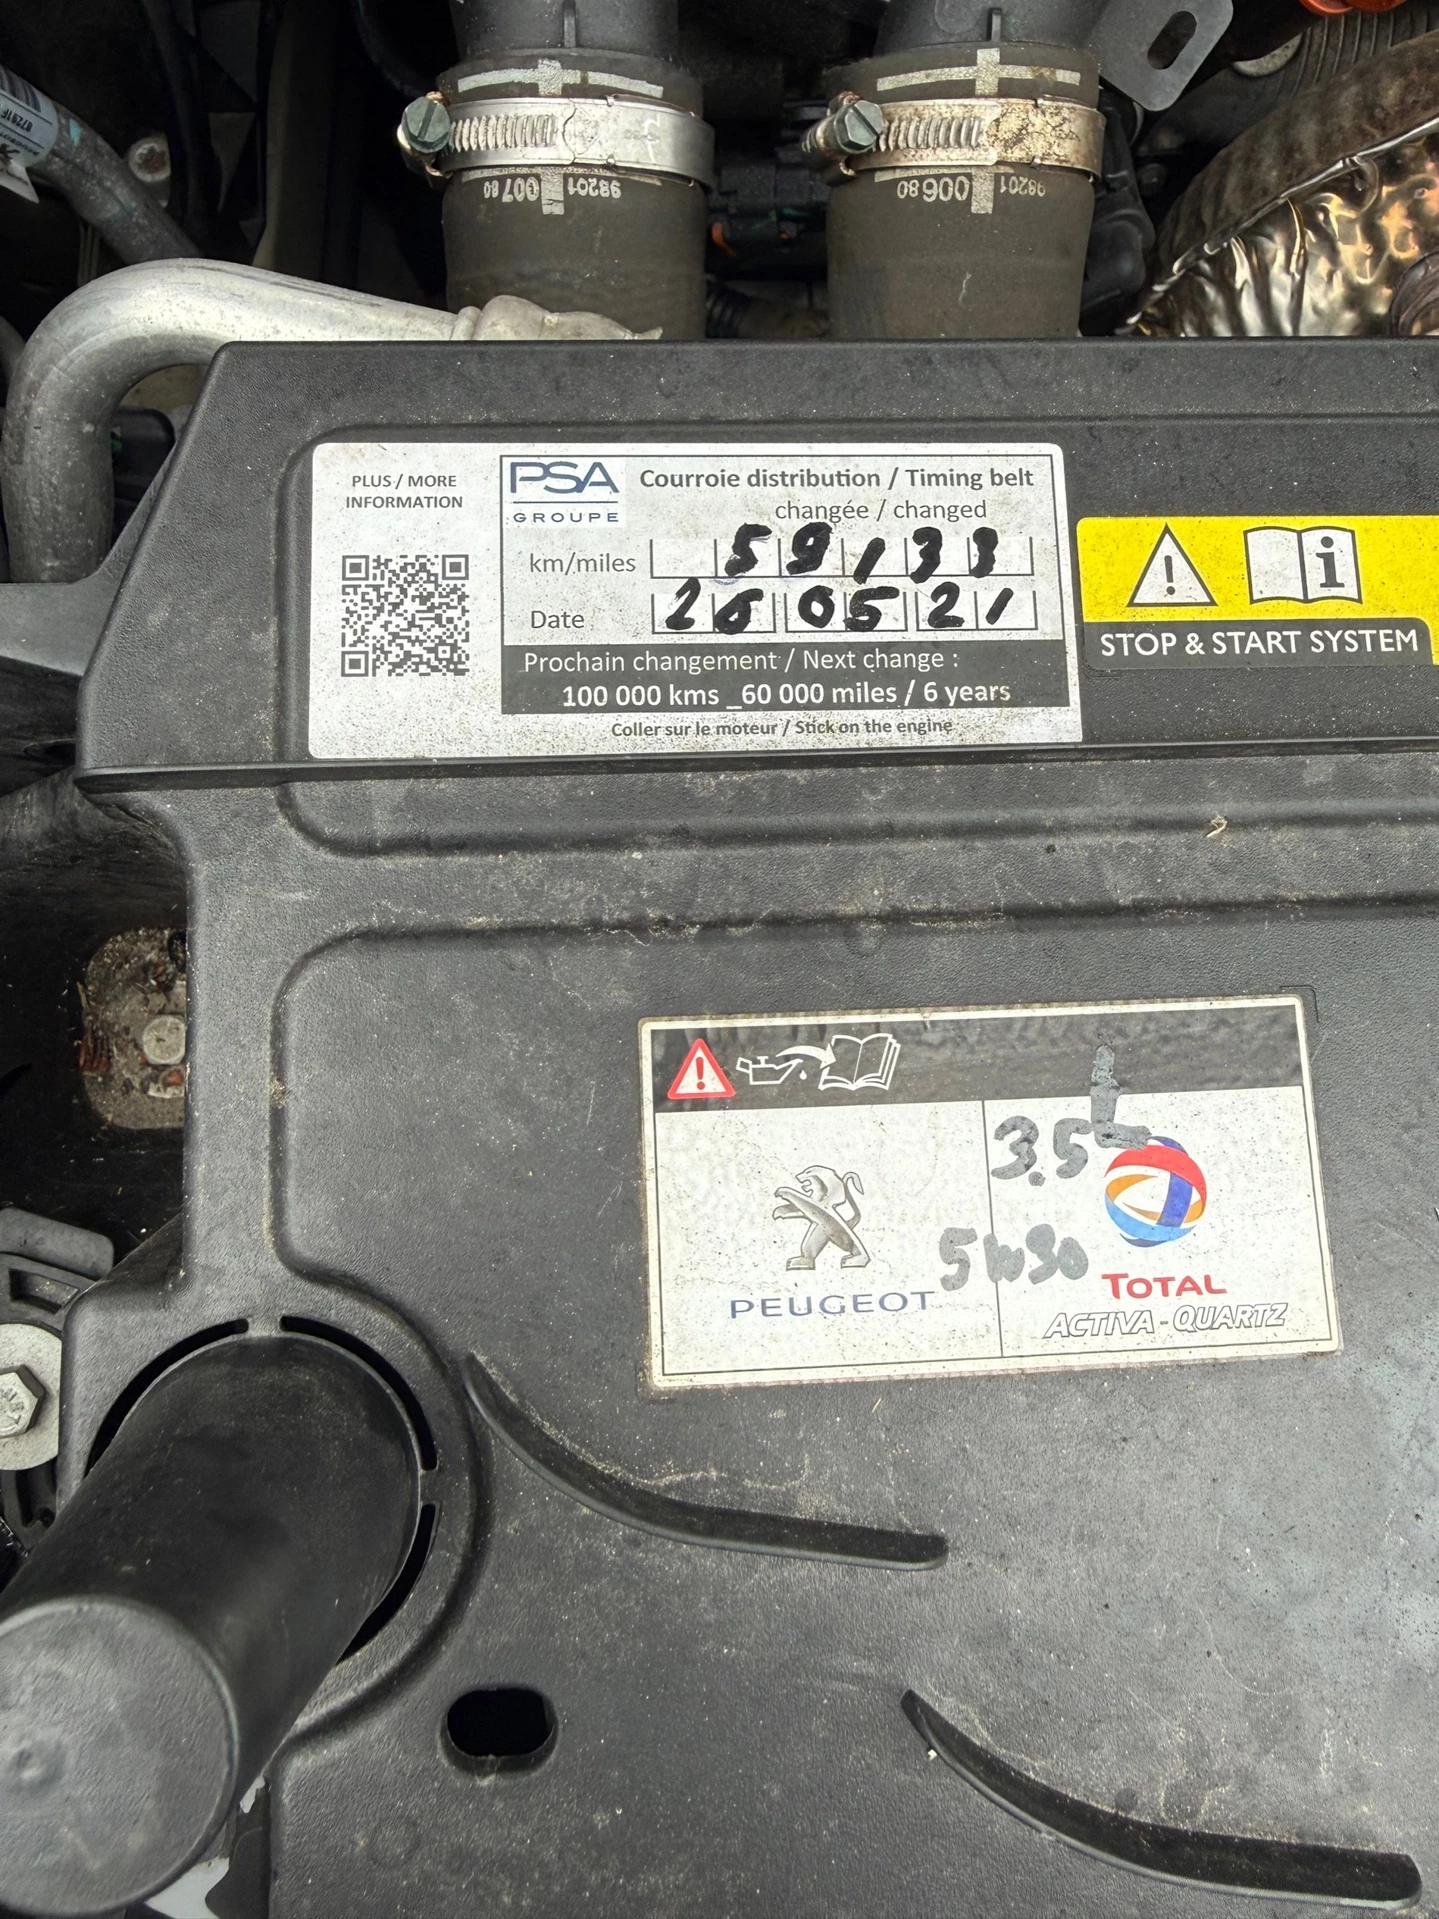 00780 98201
00680 98201
PLUS / MORE
INFORMATION
PSA
GROUPE
Courroie distribution / Timing belt
changée / changed
km/miles 59133
Date 26 05 21
Prochain changement / Next change :
100 000 kms _60 000 miles / 6 years
Coller sur le moteur / Stick on the engine
STOP & START SYSTEM
3.5L
5W30
PEUGEOT
TOTAL
ACTIVA-QUARTZ